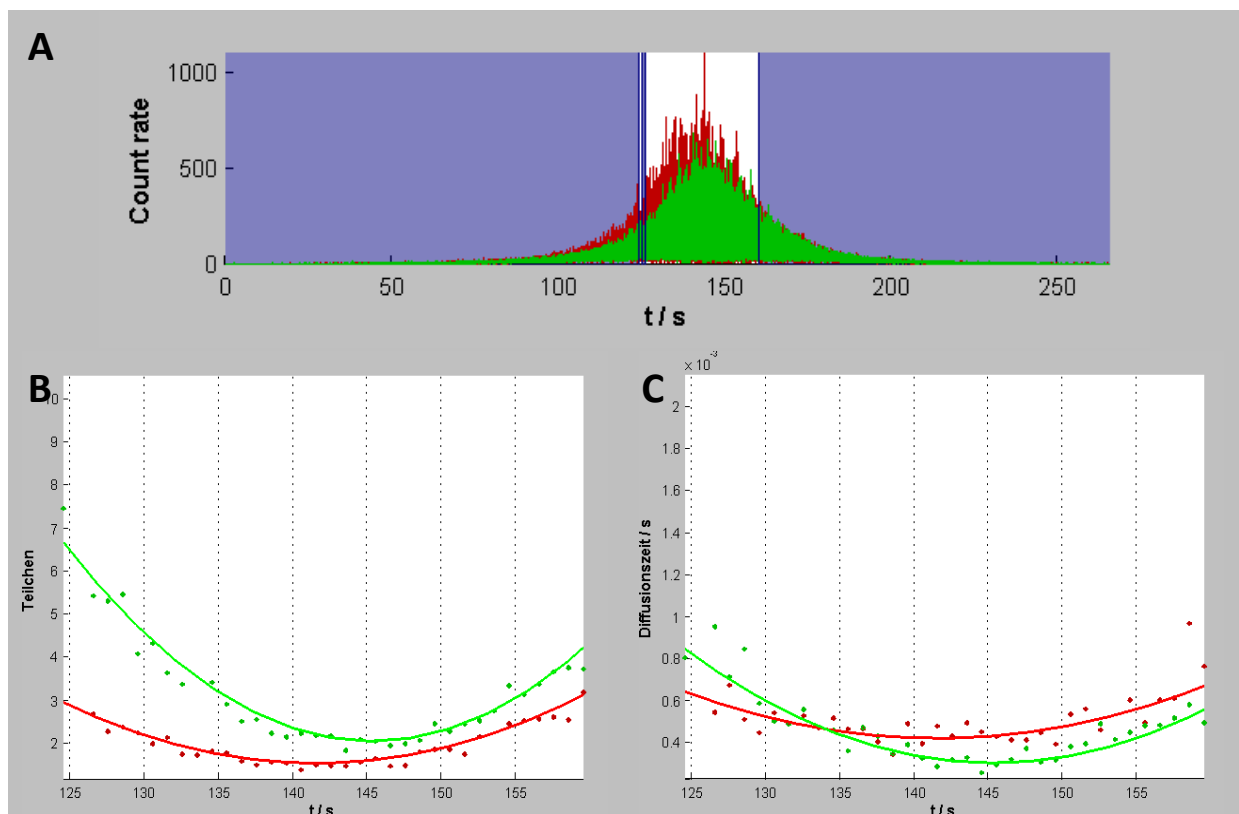 A
1000
500
0
Count rate
0 50 100 150 200 250
t / s
B
10
9
8
7
6
5
4
3
2
Teilchen
125 130 135 140 145 150 155
t / s
C
× 10⁻³
2
1.8
1.6
1.4
1.2
1
0.8
0.6
0.4
Diffusionszeit / s
125 130 135 140 145 150 155
t / s